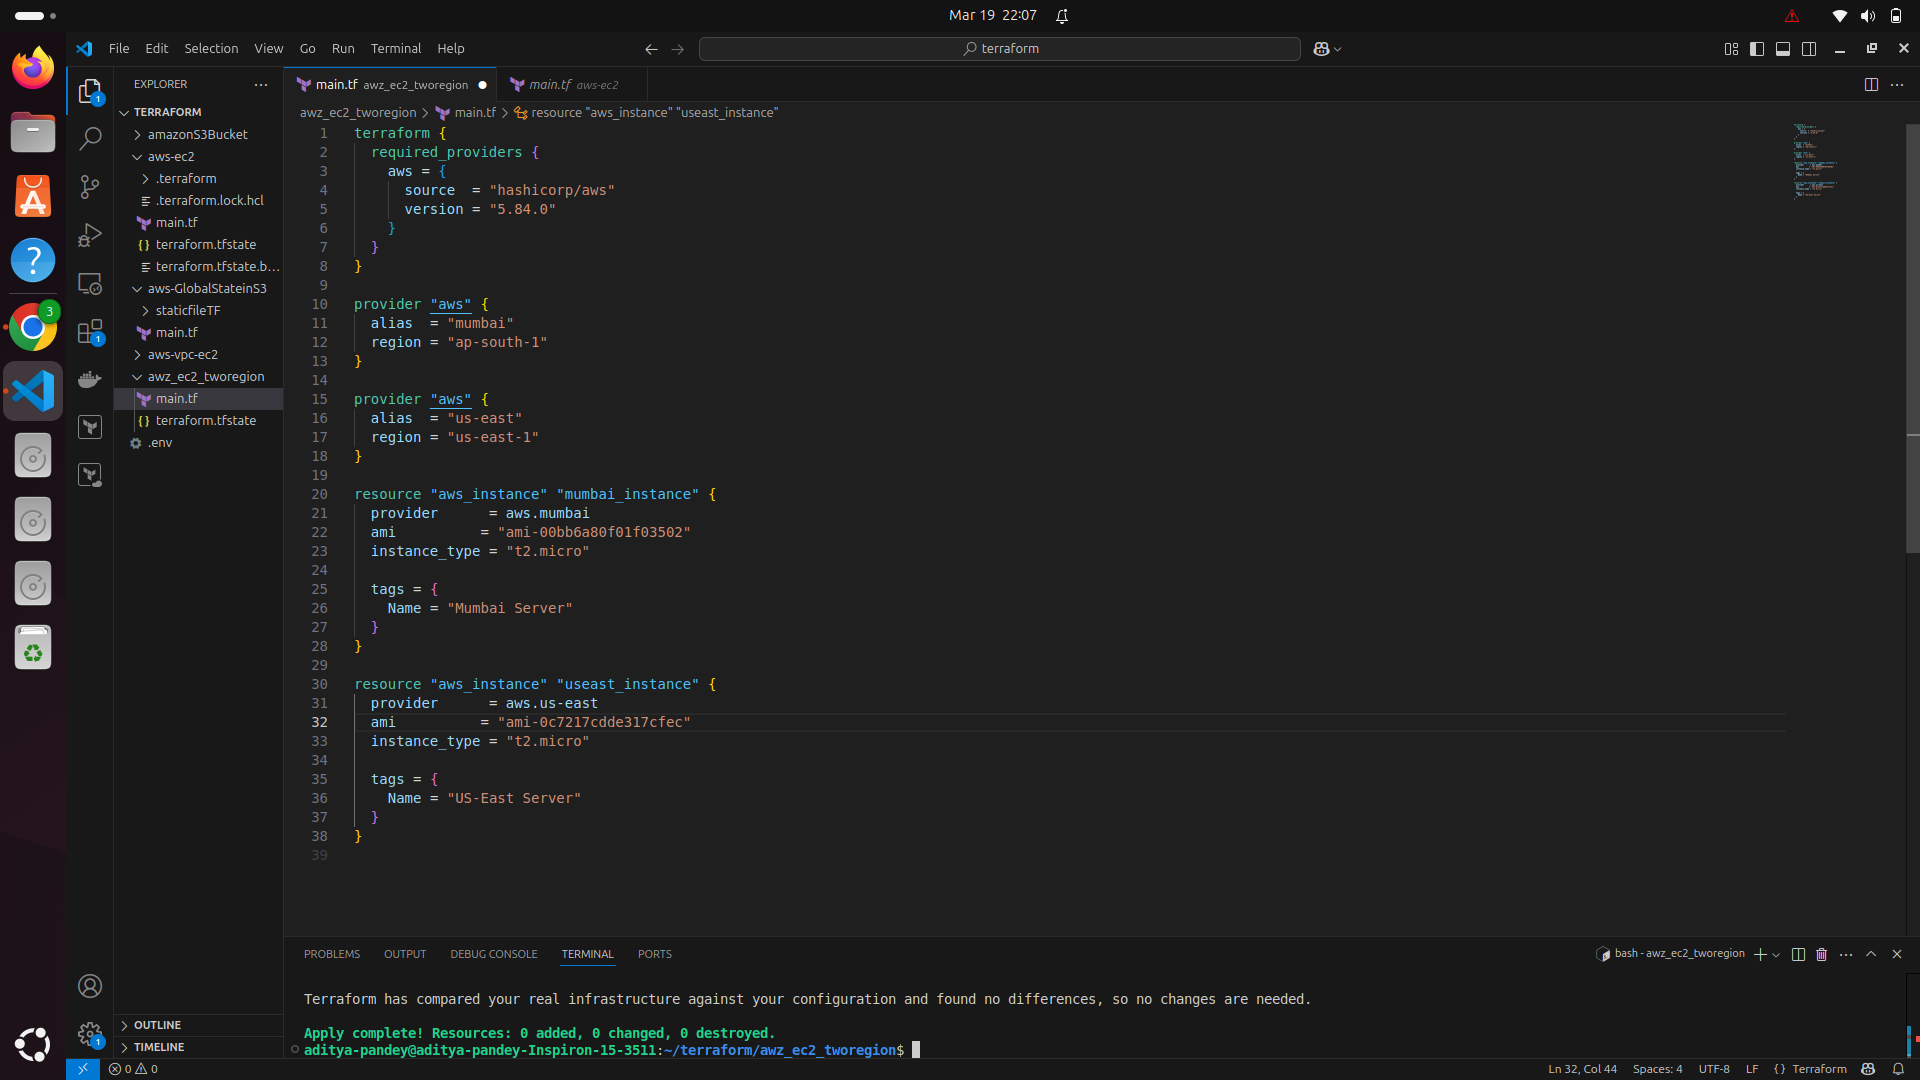 Mar 19 22:07
File Edit Selection View Go Run Terminal Help
terraform
EXPLORER
main.tf awz_ec2_tworegion
main.tf aws-ec2
TERRAFORM
amazonS3Bucket
aws-ec2
.terraform
.terraform.lock.hcl
main.tf
terraform.tfstate
terraform.tfstate.b...
aws-GlobalStateinS3
staticfileTF
main.tf
aws-vpc-ec2
awz_ec2_tworegion
main.tf
terraform.tfstate
.env
OUTLINE
TIMELINE
awz_ec2_tworegion > main.tf > resource "aws_instance" "useast_instance"
1 terraform {
2 required_providers {
3 aws = {
4 source = "hashicorp/aws"
5 version = "5.84.0"
6 }
7 }
8 }
9
10 provider "aws" {
11 alias = "mumbai"
12 region = "ap-south-1"
13 }
14
15 provider "aws" {
16 alias = "us-east"
17 region = "us-east-1"
18 }
19
20 resource "aws_instance" "mumbai_instance" {
21 provider = aws.mumbai
22 ami = "ami-00bb6a80f01f03502"
23 instance_type = "t2.micro"
24
25 tags = {
26 Name = "Mumbai Server"
27 }
28 }
29
30 resource "aws_instance" "useast_instance" {
31 provider = aws.us-east
32 ami = "ami-0c7217cdde317cfec"
33 instance_type = "t2.micro"
34
35 tags = {
36 Name = "US-East Server"
37 }
38 }
39
PROBLEMS OUTPUT DEBUG CONSOLE TERMINAL PORTS
bash - awz_ec2_tworegion
Terraform has compared your real infrastructure against your configuration and found no differences, so no changes are needed.
Apply complete! Resources: 0 added, 0 changed, 0 destroyed.
aditya-pandey@aditya-pandey-Inspiron-15-3511:~/terraform/awz_ec2_tworegion$
0 0
Ln 32, Col 44 Spaces: 4 UTF-8 LF {} Terraform
3
1
1
1